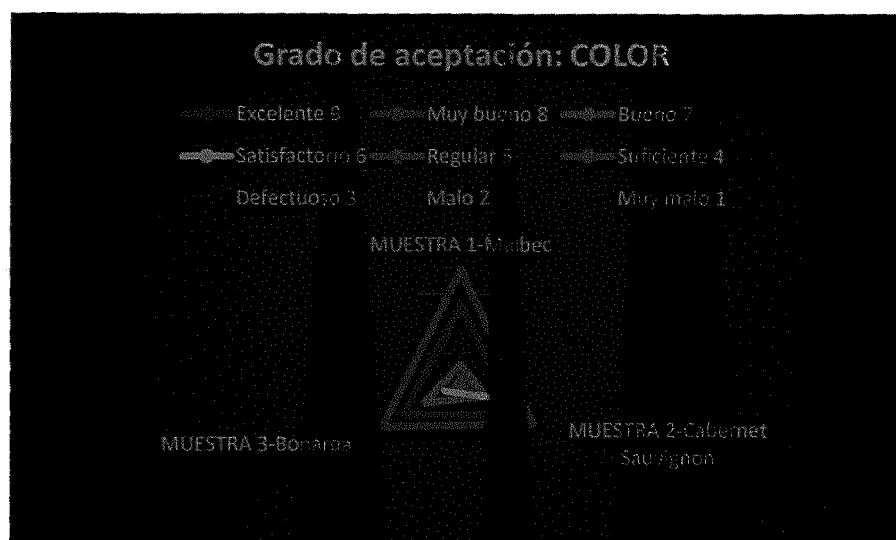 Grado de aceptación: COLOR
Excelente 9 Muy bueno 8 Bueno 7
Satisfactorio 6 Regular 5 Suficiente 4
Defectuoso 3 Malo 2 Muy malo 1
MUESTRA 1-Malbec
MUESTRA 3-Bonarda
MUESTRA 2-Cabernet
Sauvignon